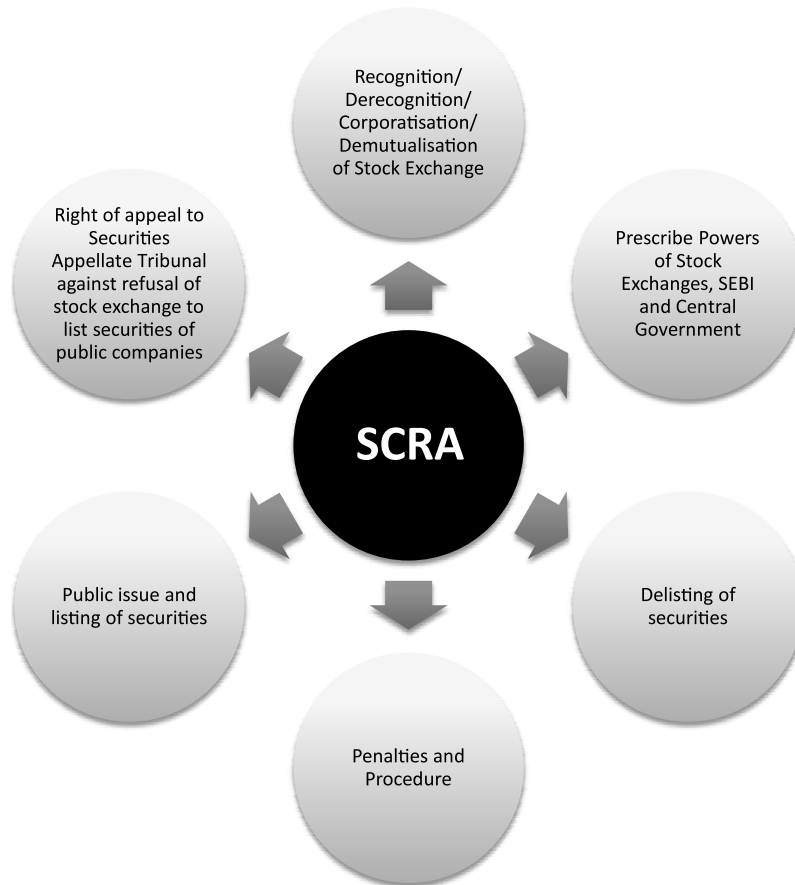 Recognition/
Derecognition/
Corporatisation/
Demutualisation
of Stock Exchange
Right of appeal to
Securities
Appellate Tribunal
against refusal of
stock exchange to
list securities of
public companies
Prescribe Powers
of Stock
Exchanges, SEBI
and Central
Government
SCRA
Public issue and
listing of securities
Delisting of
securities
Penalties and
Procedure